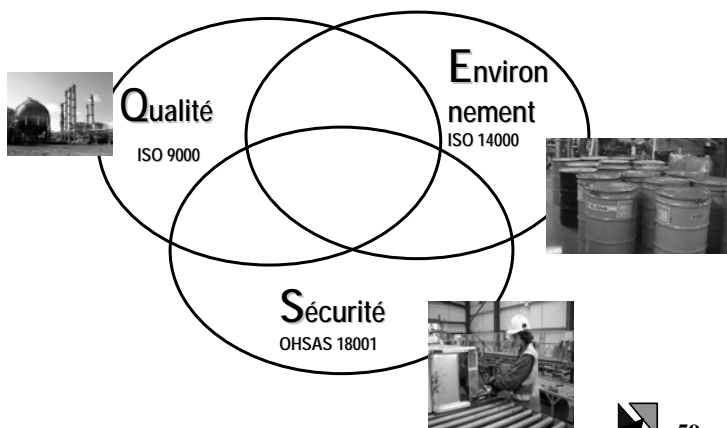 Qualité
ISO 9000
Environ
nement
ISO 14000
Sécurité
OHSAS 18001